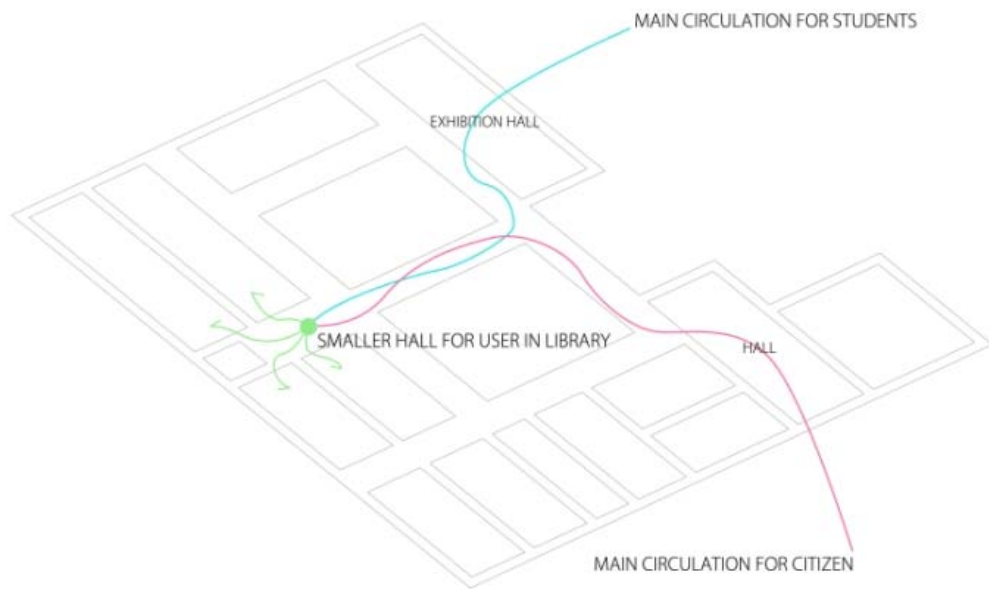 MAIN CIRCULATION FOR STUDENTS
EXHIBITION HALL
SMALLER HALL FOR USER IN LIBRARY
HALL
MAIN CIRCULATION FOR CITIZEN